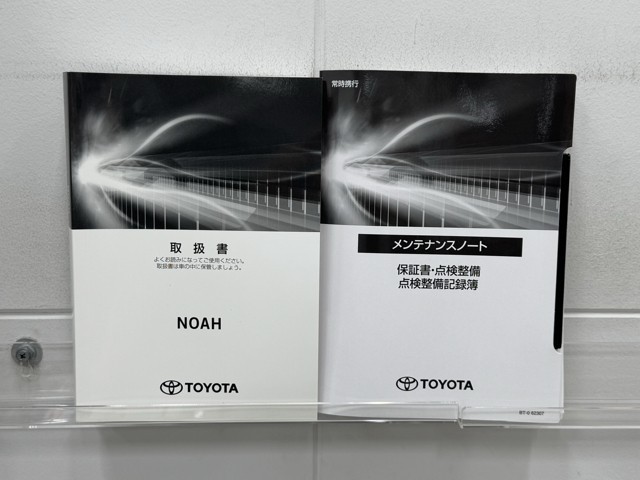 取扱書
よくお読みになってご使用ください。
取扱書は車の中に保管しましょう。
NOAH
TOYOTA
常時携行
メンテナンスノート
保証書・点検整備
点検整備記録簿
TOYOTA